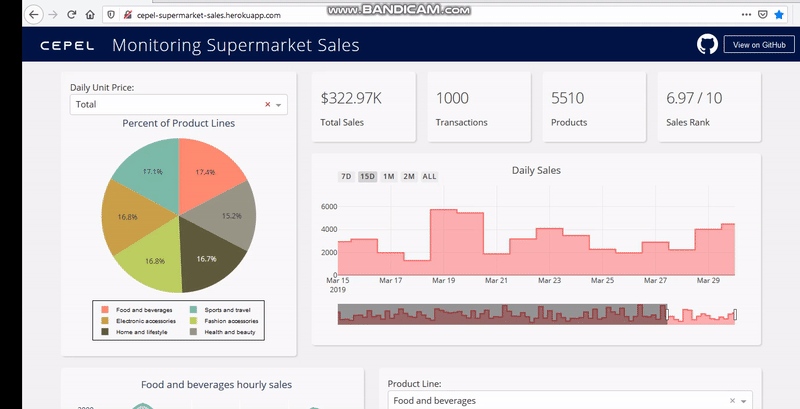 www.BANDICAM.com
cepel-supermarket-sales.herokuapp.com
CEPEL
Monitoring Supermarket Sales
View on GitHub
Daily Unit Price:
Total
Percent of Product Lines
17.1%
17.4%
16.8%
15.2%
16.8%
16.7%
Food and beverages
Sports and travel
Electronic accessories
Fashion accessories
Home and lifestyle
Health and beauty
$322.97K
Total Sales
1000
Transactions
5510
Products
6.97 / 10
Sales Rank
Daily Sales
7D 15D 1M 2M ALL
6000
4000
2000
0
Mar 15 Mar 17 Mar 19 Mar 21 Mar 23 Mar 25 Mar 27 Mar 29
2019
Food and beverages hourly sales
Product Line:
Food and beverages